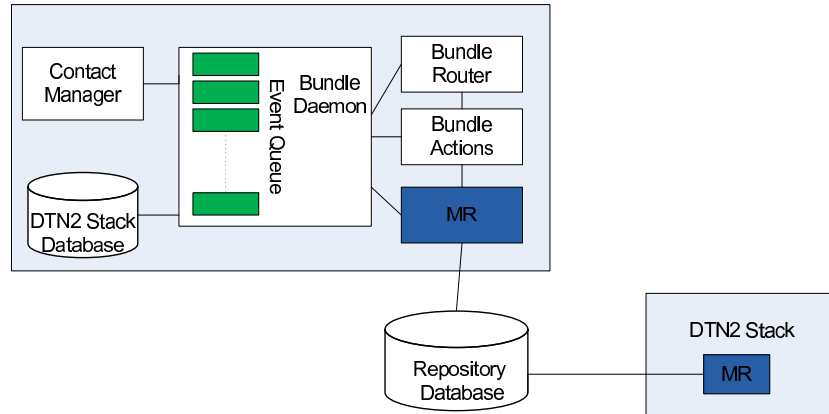 Contact
Manager
Event Queue
Bundle
Daemon
Bundle
Router
Bundle
Actions
MR
DTN2 Stack
Database
Repository
Database
DTN2 Stack
MR